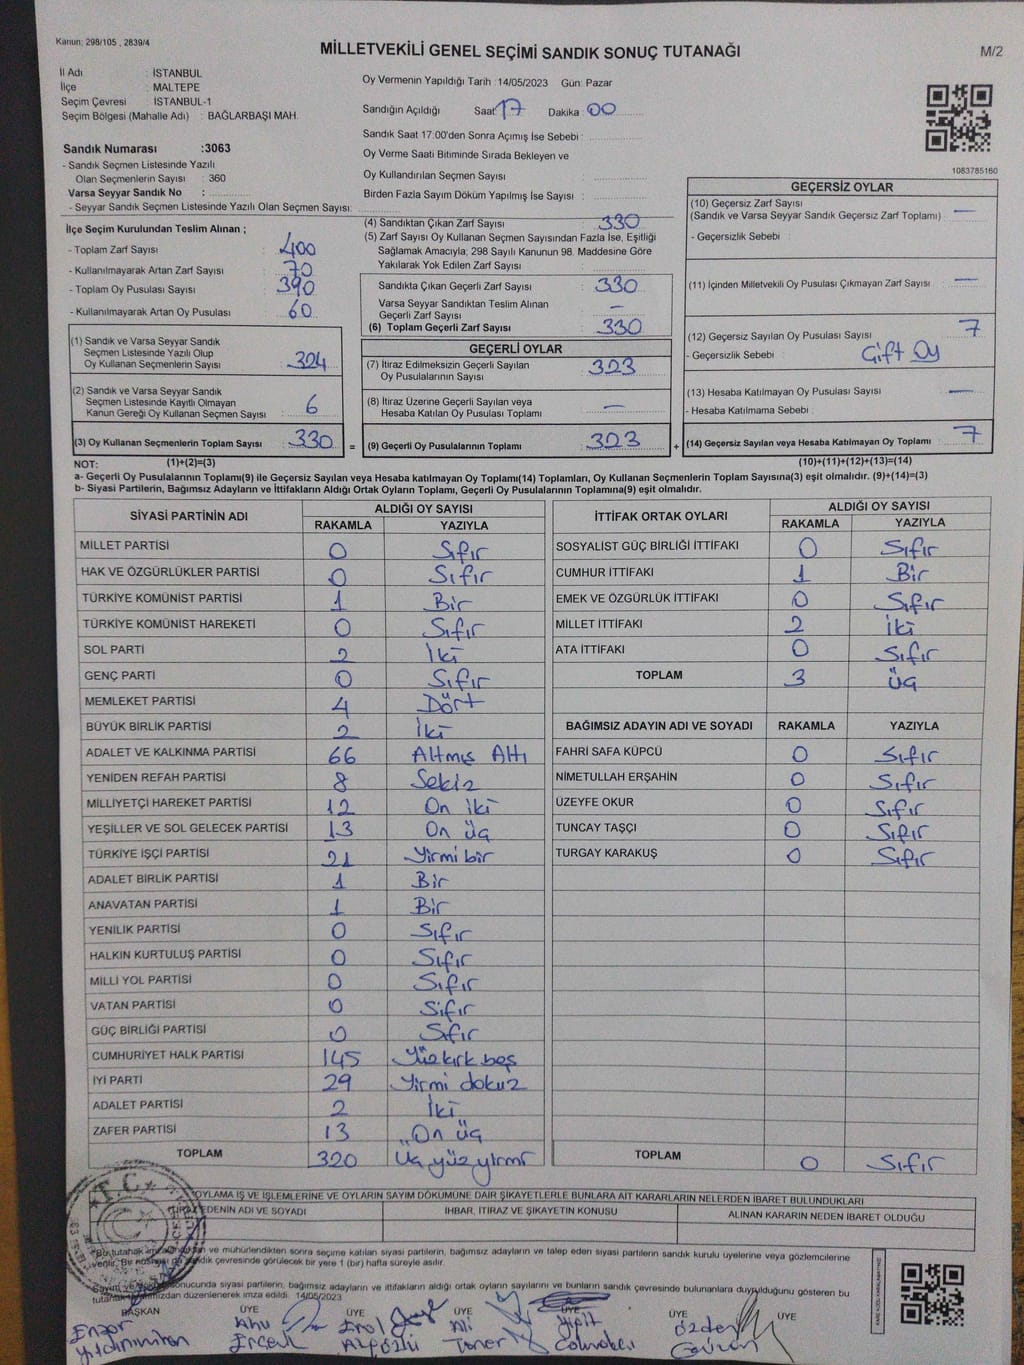 Kanun: 298/105 , 2839/4
MİLLETVEKİLİ GENEL SEÇİMİ SANDIK SONUÇ TUTANAĞI
M/2
İl Adı : İSTANBUL
İlçe : MALTEPE
Seçim Çevresi : İSTANBUL-1
Seçim Bölgesi (Mahalle Adı) : BAĞLARBAŞI MAH.
Oy Vermenin Yapıldığı Tarih : 14/05/2023 Gün: Pazar
Sandığın Açıldığı Saat 17 Dakika : 00
Sandık Saat 17:00'den Sonra Açımış İse Sebebi :
Oy Verme Saati Bitiminde Sırada Bekleyen ve
Oy Kullandırılan Seçmen Sayısı :
Birden Fazla Sayım Döküm Yapılmış İse Sayısı :
1083785160
Sandık Numarası :3063
- Sandık Seçmen Listesinde Yazılı
Olan Seçmenlerin Sayısı : 360
Varsa Seyyar Sandık No :
- Seyyar Sandık Seçmen Listesinde Yazılı Olan Seçmen Sayısı:
İlçe Seçim Kurulundan Teslim Alınan ;
- Toplam Zarf Sayısı : 400
- Kullanılmayarak Artan Zarf Sayısı : 70
- Toplam Oy Pusulası Sayısı : 390
- Kullanılmayarak Artan Oy Pusulası : 60
(1) Sandık ve Varsa Seyyar Sandık
Seçmen Listesinde Yazılı Olup
Oy Kullanan Seçmenlerin Sayısı : 324
(2) Sandık ve Varsa Seyyar Sandık
Seçmen Listesinde Kayıtlı Olmayan
Kanun Gereği Oy Kullanan Seçmen Sayısı : 6
(3) Oy Kullanan Seçmenlerin Toplam Sayısı : 330 =
(4) Sandıktan Çıkan Zarf Sayısı : 330
(5) Zarf Sayısı Oy Kullanan Seçmen Sayısından Fazla İse, Eşitliği
Sağlamak Amacıyla; 298 Sayılı Kanunun 98. Maddesine Göre
Yakılarak Yok Edilen Zarf Sayısı :
Sandıkta Çıkan Geçerli Zarf Sayısı : 330
Varsa Seyyar Sandıktan Teslim Alınan
Geçerli Zarf Sayısı : –
(6) Toplam Geçerli Zarf Sayısı : 330
GEÇERLİ OYLAR
(7) İtiraz Edilmeksizin Geçerli Sayılan
Oy Pusulalarının Sayısı : 323
(8) İtiraz Üzerine Geçerli Sayılan veya
Hesaba Katılan Oy Pusulası Toplamı : –
(9) Geçerli Oy Pusulalarının Toplamı : 323 +
GEÇERSİZ OYLAR
(10) Geçersiz Zarf Sayısı
(Sandık ve Varsa Seyyar Sandık Geçersiz Zarf Toplamı) : –
- Geçersizlik Sebebi :
(11) İçinden Milletvekili Oy Pusulası Çıkmayan Zarf Sayısı : –
(12) Geçersiz Sayılan Oy Pusulası Sayısı : 7
- Geçersizlik Sebebi : Çift Oy
(13) Hesaba Katılmayan Oy Pusulası Sayısı : –
- Hesaba Katılmama Sebebi :
(14) Geçersiz Sayılan veya Hesaba Katılmayan Oy Toplamı : 7
NOT: (1)+(2)=(3) (10)+(11)+(12)+(13)=(14)
a- Geçerli Oy Pusulalarının Toplamı(9) ile Geçersiz Sayılan veya Hesaba katılmayan Oy Toplamı(14) Toplamları, Oy Kullanan Seçmenlerin Toplam Sayısına(3) eşit olmalıdır. (9)+(14)=(3)
b- Siyasi Partilerin, Bağımsız Adayların ve İttifakların Aldığı Ortak Oyların Toplamı, Geçerli Oy Pusulalarının Toplamına(9) eşit olmalıdır.
SİYASİ PARTİNİN ADI ALDIĞI OY SAYISI
RAKAMLA YAZIYLA
MİLLET PARTİSİ 0 Sıfır
HAK VE ÖZGÜRLÜKLER PARTİSİ 0 Sıfır
TÜRKİYE KOMÜNİST PARTİSİ 1 Bir
TÜRKİYE KOMÜNİST HAREKETİ 0 Sıfır
SOL PARTİ 2 İki
GENÇ PARTİ 0 Sıfır
MEMLEKET PARTİSİ 4 Dört
BÜYÜK BİRLİK PARTİSİ 2 İki
ADALET VE KALKINMA PARTİSİ 66 Altmış Altı
YENİDEN REFAH PARTİSİ 8 Sekiz
MİLLİYETÇİ HAREKET PARTİSİ 12 On iki
YEŞİLLER VE SOL GELECEK PARTİSİ 13 On üç
TÜRKİYE İŞÇİ PARTİSİ 21 Yirmi bir
ADALET BİRLİK PARTİSİ 1 Bir
ANAVATAN PARTİSİ 1 Bir
YENİLİK PARTİSİ 0 Sıfır
HALKIN KURTULUŞ PARTİSİ 0 Sıfır
MİLLİ YOL PARTİSİ 0 Sıfır
VATAN PARTİSİ 0 Sıfır
GÜÇ BİRLİĞİ PARTİSİ 0 Sıfır
CUMHURİYET HALK PARTİSİ 145 Yüz kırk beş
İYİ PARTİ 29 Yirmi dokuz
ADALET PARTİSİ 2 İki
ZAFER PARTİSİ 13 On üç
TOPLAM 320 Üç yüz yirmi
İTTİFAK ORTAK OYLARI ALDIĞI OY SAYISI
RAKAMLA YAZIYLA
SOSYALİST GÜÇ BİRLİĞİ İTTİFAKI 0 Sıfır
CUMHUR İTTİFAKI 1 Bir
EMEK VE ÖZGÜRLÜK İTTİFAKI 0 Sıfır
MİLLET İTTİFAKI 2 İki
ATA İTTİFAKI 0 Sıfır
TOPLAM 3 Üç
BAĞIMSIZ ADAYIN ADI VE SOYADI RAKAMLA YAZIYLA
FAHRİ SAFA KÜPCÜ 0 Sıfır
NİMETULLAH ERŞAHİN 0 Sıfır
ÜZEYFE OKUR 0 Sıfır
TUNCAY TAŞÇI 0 Sıfır
TURGAY KARAKUŞ 0 Sıfır
TOPLAM 0 Sıfır
OYLAMA İŞ VE İŞLEMLERİNE VE OYLARIN SAYIM DÖKÜMÜNE DAİR ŞİKAYETLERLE BUNLARA AİT KARARLARIN NELERDEN İBARET BULUNDUKLARI
EDENİN ADI VE SOYADI İHBAR, İTİRAZ VE ŞİKAYETİN KONUSU ALINAN KARARIN NEDEN İBARET OLDUĞU
T.C.
"Bu tutanak ve mühürlendikten sonra seçime katılan siyasi partilerin, bağımsız adayların ve talep eden siyasi partilerin sandık kurulu üyelerine veya gözlemcilerine
verilir. Bu çevresinde görülecek bir yere 1 (bir) hafta süreyle asılır.
sonucunda siyasi partilerin, bağımsız adayların ve ittifakların aldığı ortak oyların sayılarını ve bunların sandık çevresinde bulunanlara duyulduğunu gösteren bu
tutanak tarafımızdan düzenlenerek imza edildi. 14/05/2023
BAŞKAN ÜYE ÜYE ÜYE ÜYE ÜYE ÜYE
Ahu Erol Ali Yiğit Özden
Toner